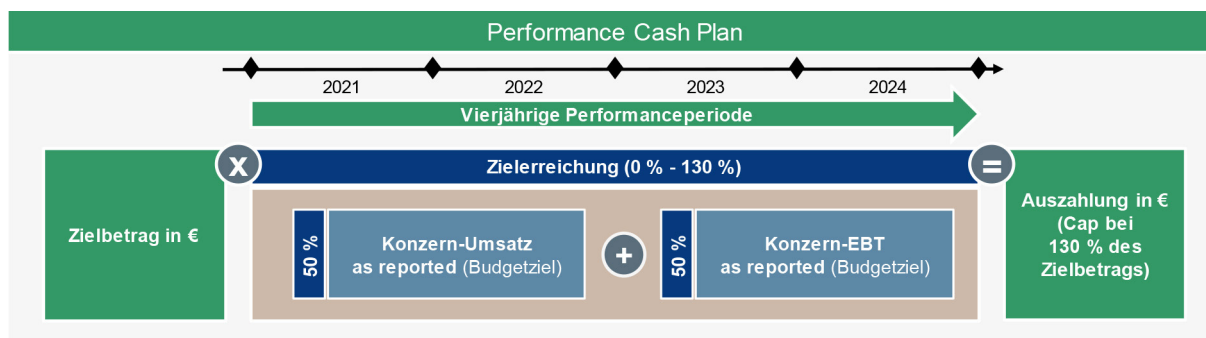 Performance Cash Plan
2021
2022
2023
2024
Vierjährige Performanceperiode
Zielbetrag in €
x
Zielerreichung (0 % - 130 %)
50 %
Konzern-Umsatz
as reported (Budgetziel)
+
50 %
Konzern-EBT
as reported (Budgetziel)
=
Auszahlung in €
(Cap bei
130 % des
Zielbetrags)